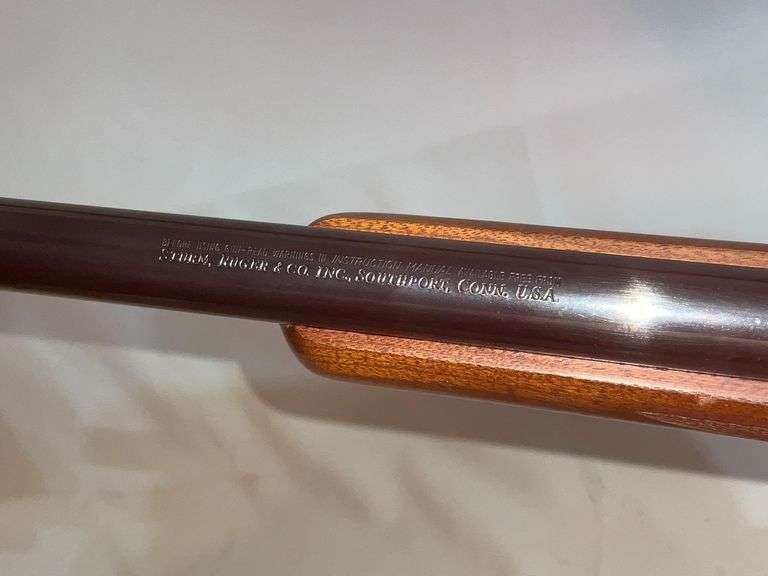 BEFORE USING GUN-READ WARNINGS IN INSTRUCTION MANUAL AVAILABLE FREE FROM
STURM, RUGER & CO. INC., SOUTHPORT, CONN. U.S.A.